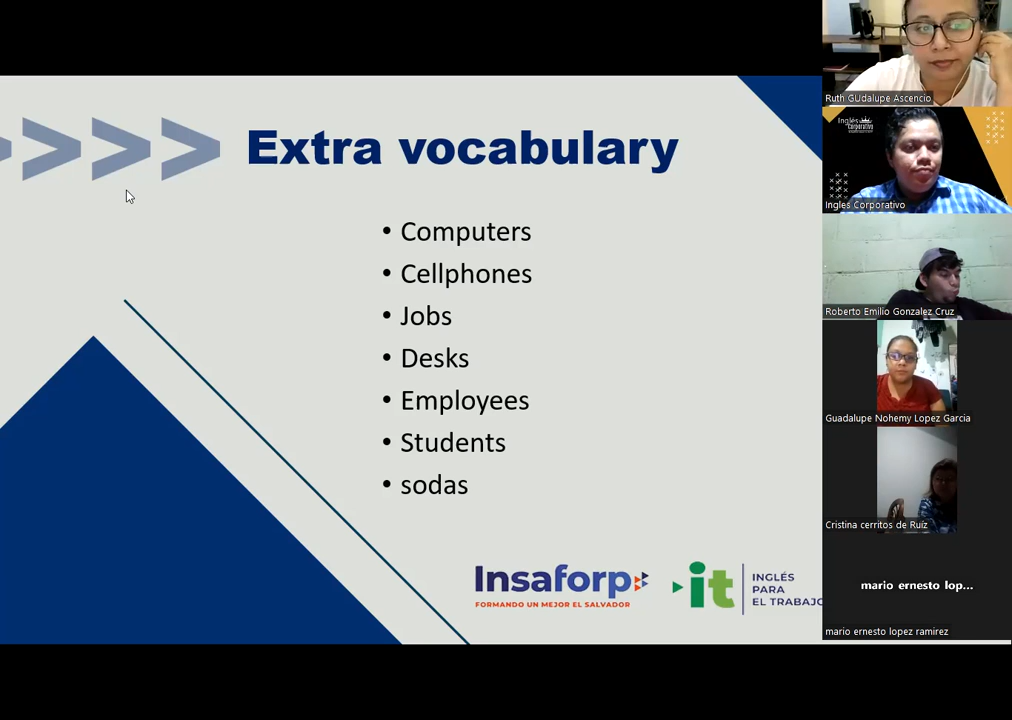 Extra vocabulary
• Computers
• Cellphones
• Jobs
• Desks
• Employees
• Students
• sodas
Insaforp
FORMANDO UN MEJOR EL SALVADOR
it
INGLÉS
PARA
EL TRABAJO
Ruth GUdalupe Ascencio
Inglés
Corporativo
Ingles Corporativo
Roberto Emilio Gonzalez Cruz
Guadalupe Nohemy Lopez Garcia
Cristina cerritos de Ruiz
mario ernesto lop...
mario ernesto lopez ramirez